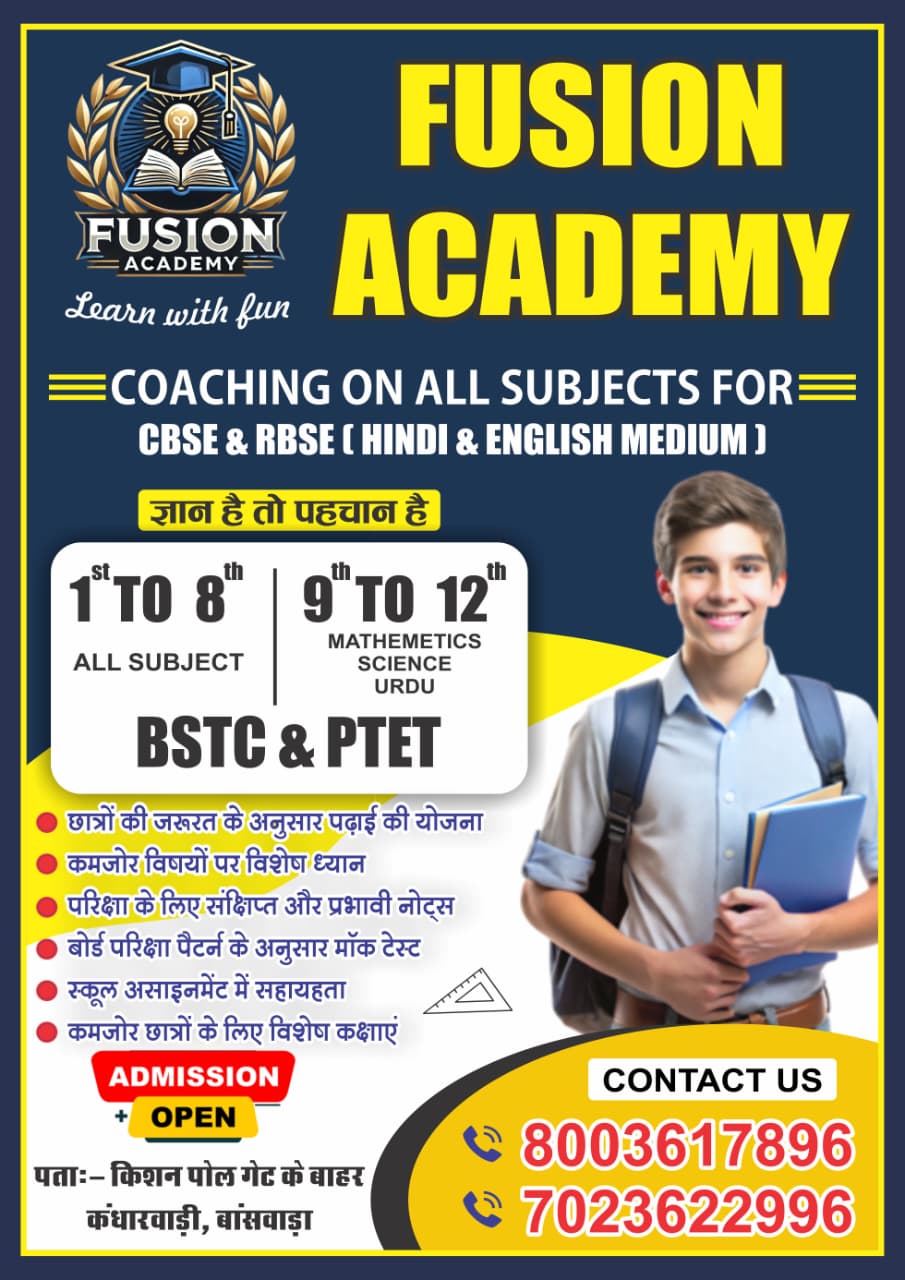 FUSION
ACADEMY
Learn with fun
FUSION
ACADEMY
COACHING ON ALL SUBJECTS FOR
CBSE & RBSE ( HINDI & ENGLISH MEDIUM )
ज्ञान है तो पहचान है
1st TO 8th
ALL SUBJECT
9th TO 12th
MATHEMETICS
SCIENCE
URDU
BSTC & PTET
छात्रों की जरूरत के अनुसार पढ़ाई की योजना
कमजोर विषयों पर विशेष ध्यान
परिक्षा के लिए संक्षिप्त और प्रभावी नोट्स
बोर्ड परिक्षा पैटर्न के अनुसार मॉक टेस्ट
स्कूल असाइनमेंट में सहायहता
कमजोर छात्रों के लिए विशेष कक्षाएं
ADMISSION
OPEN
पताः– किशन पोल गेट के बाहर
कंधारवाड़ी, बांसवाड़ा
CONTACT US
8003617896
7023622996